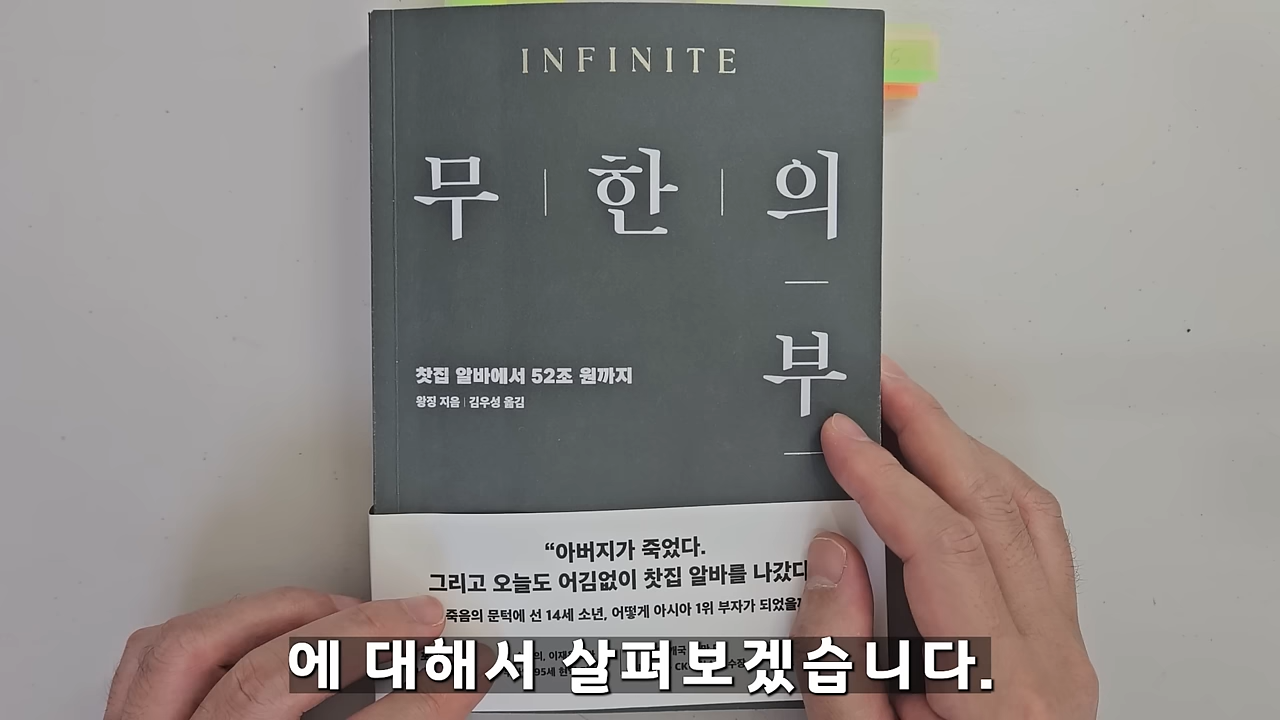 INFINITE
무 한 의
부
찻집 알바에서 52조 원까지
왕징 지음 | 김우성 옮김
“아버지가 죽었다.
그리고 오늘도 어김없이 찻집 알바를 나갔다
죽음의 문턱에 선 14세 소년, 어떻게 아시아 1위 부자가 되었을까
에 대해서 살펴보겠습니다.